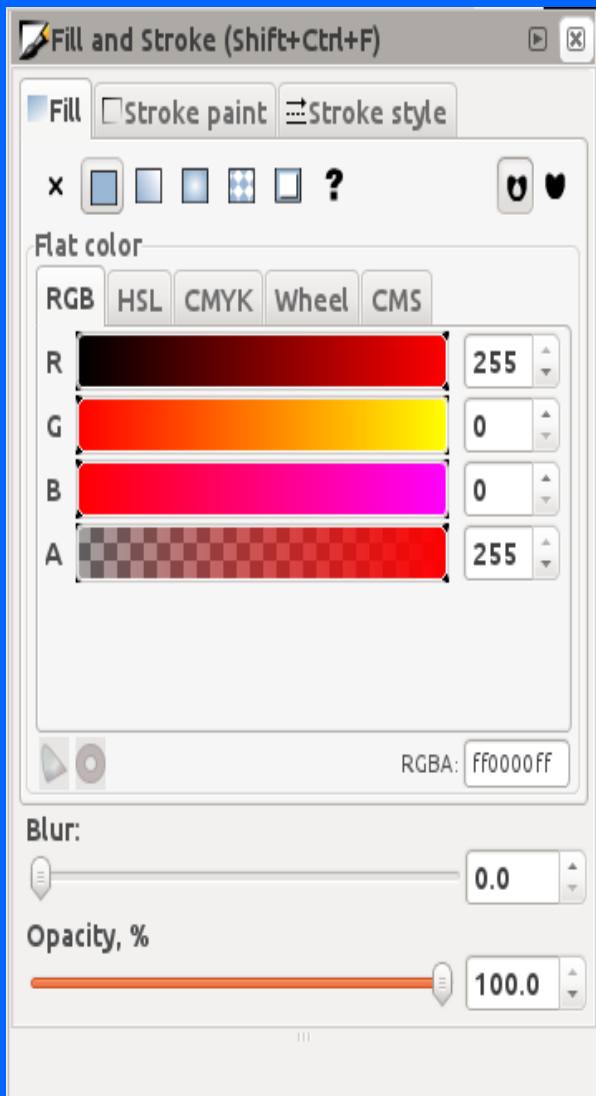 Fill and Stroke (Shift+Ctrl+F)
Fill Stroke paint Stroke style
?
Flat color
RGB HSL CMYK Wheel CMS
R 255
G 0
B 0
A 255
RGBA: ff0000ff
Blur:
0.0
Opacity, %
100.0